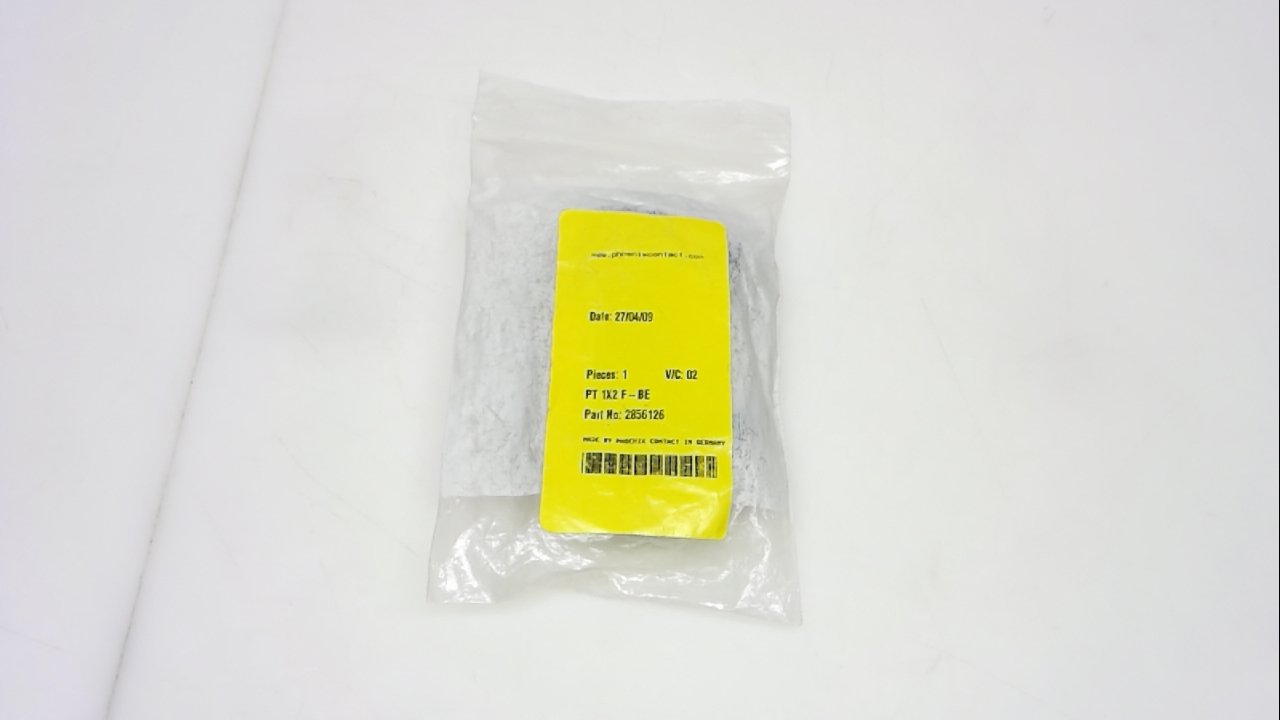 www.phoenixcontact.com
Date: 27/04/09
Pieces: 1 V/C: 02
PT 1X2 F-BE
Part No: 2856126
MADE BY PHOENIX CONTACT IN GERMANY